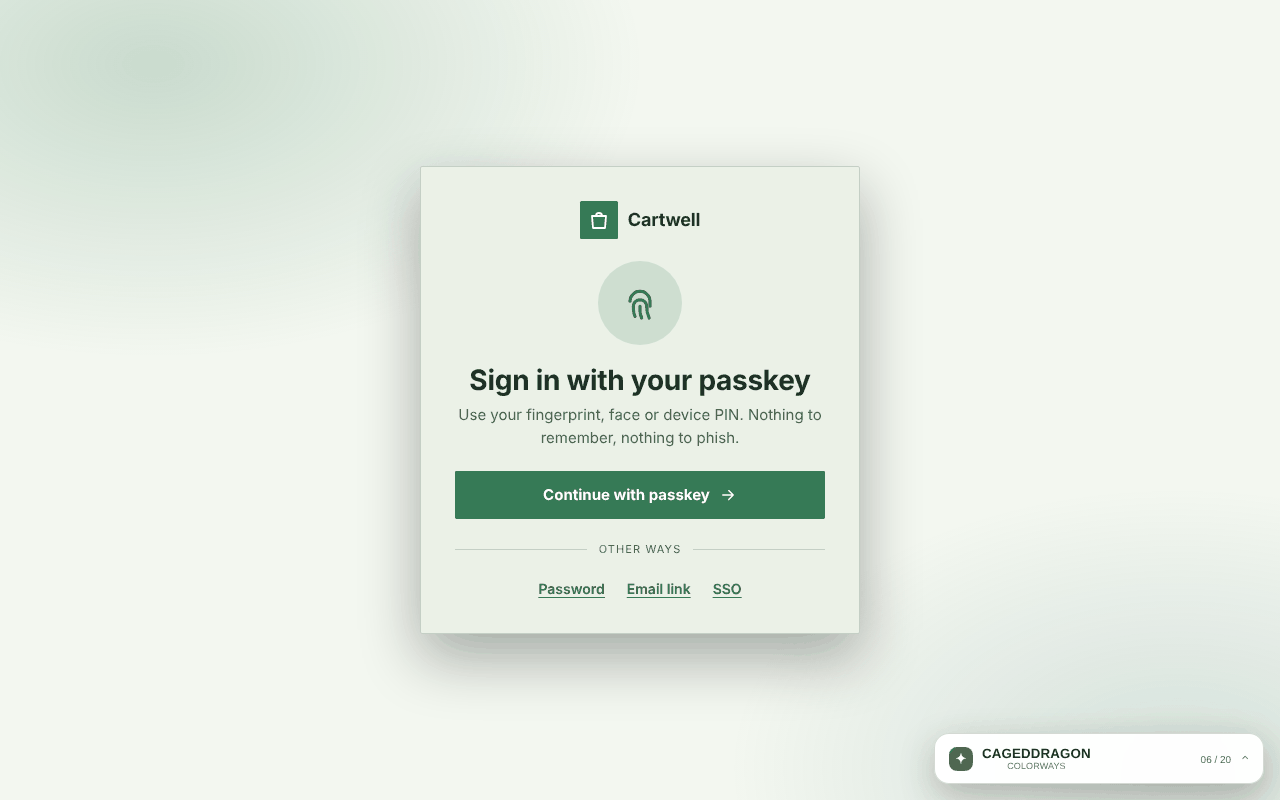 Cartwell
Sign in with your passkey
Use your fingerprint, face or device PIN. Nothing to
remember, nothing to phish.
Continue with passkey →
OTHER WAYS
Password Email link SSO
CAGEDDRAGON
COLORWAYS
06 / 20